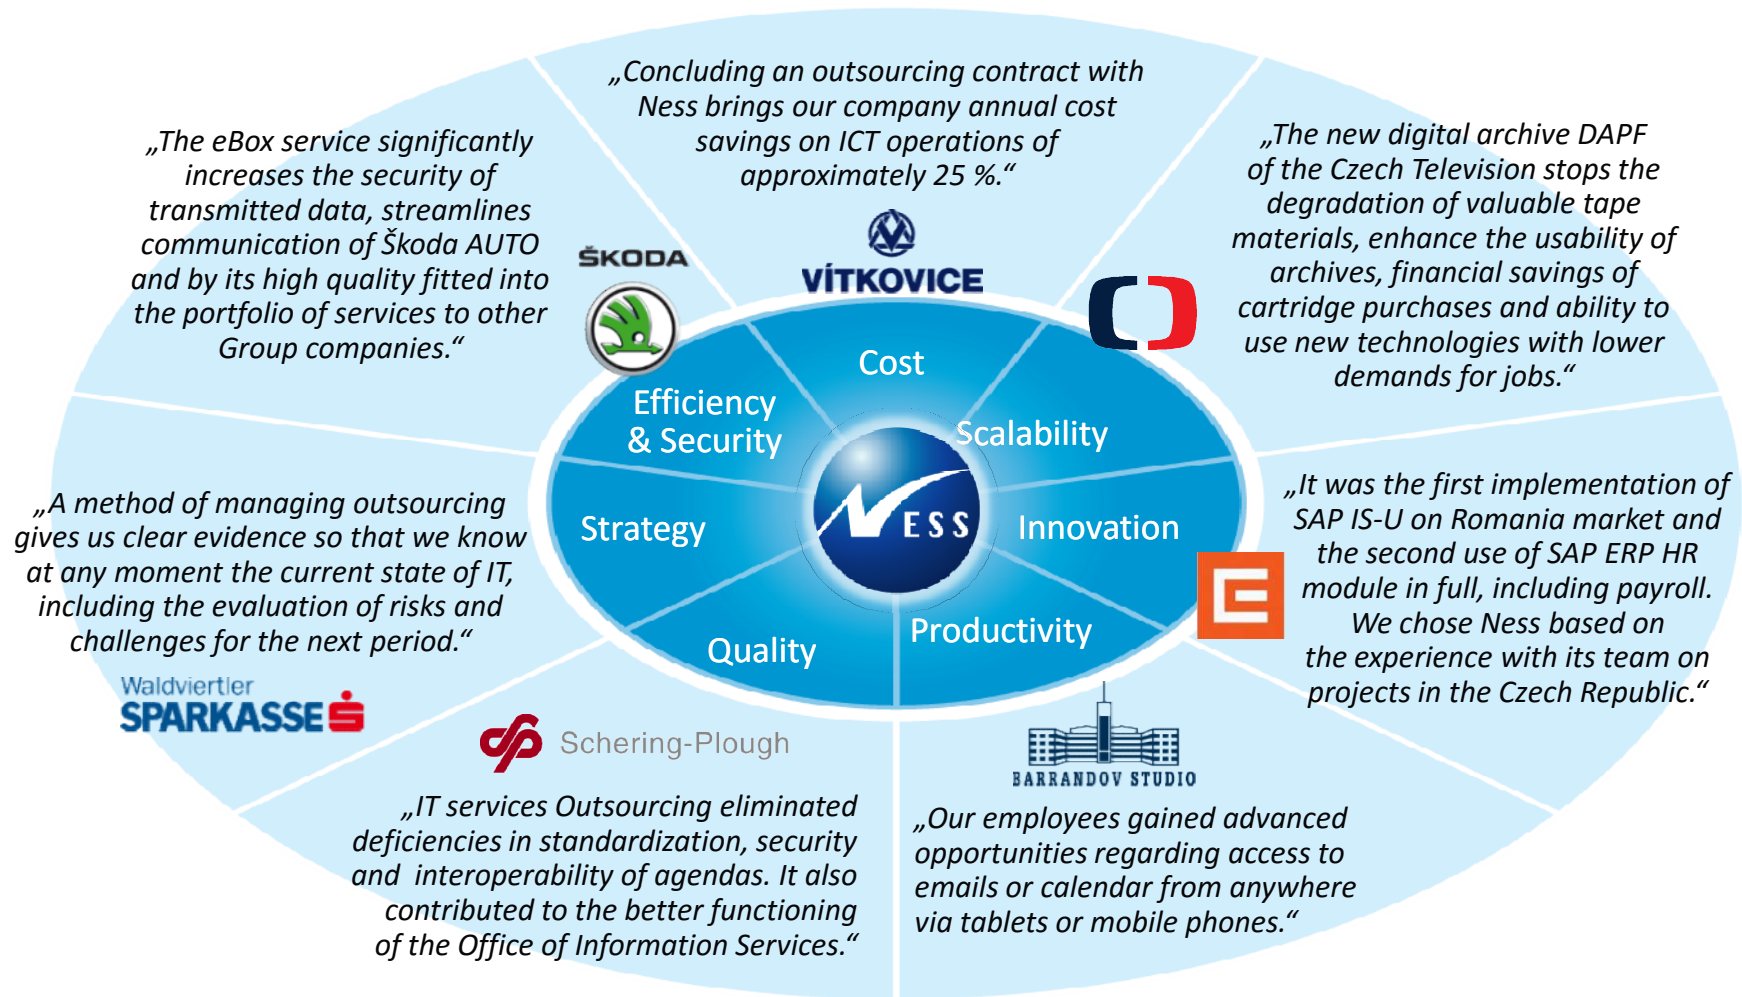 „Concluding an outsourcing contract with
Ness brings our company annual cost
savings on ICT operations of
approximately 25 %.“
VÍTKOVICE
„The eBox service significantly
increases the security of
transmitted data, streamlines
communication of Škoda AUTO
and by its high quality fitted into
the portfolio of services to other
Group companies.“
ŠKODA
„The new digital archive DAPF
of the Czech Television stops the
degradation of valuable tape
materials, enhance the usability of
archives, financial savings of
cartridge purchases and ability to
use new technologies with lower
demands for jobs.“
Cost
Efficiency
& Security
Scalability
Strategy
NESS
Innovation
Quality
Productivity
„A method of managing outsourcing
gives us clear evidence so that we know
at any moment the current state of IT,
including the evaluation of risks and
challenges for the next period.“
Waldviertler
SPARKASSE
„It was the first implementation of
SAP IS-U on Romania market and
the second use of SAP ERP HR
module in full, including payroll.
We chose Ness based on
the experience with its team on
projects in the Czech Republic.“
Schering-Plough
„IT services Outsourcing eliminated
deficiencies in standardization, security
and  interoperability of agendas. It also
contributed to the better functioning
of the Office of Information Services.“
BARRANDOV STUDIO
„Our employees gained advanced
opportunities regarding access to
emails or calendar from anywhere
via tablets or mobile phones.“